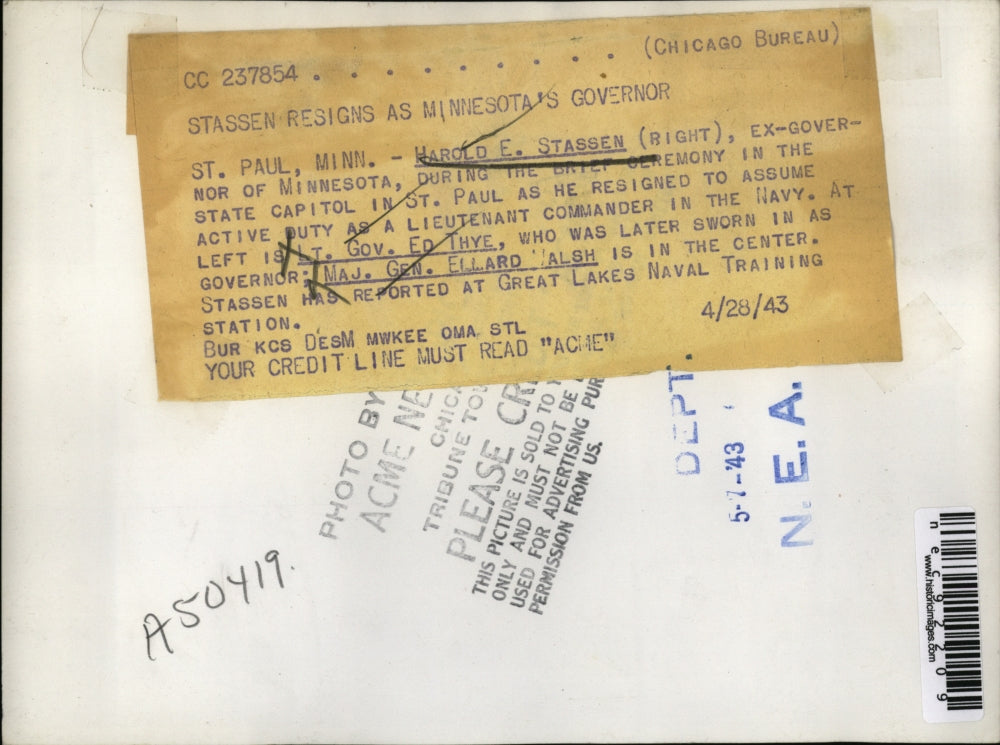 CC 237854 . . . . . . . . . (CHICAGO BUREAU)
STASSEN RESIGNS AS MINNESOTA'S GOVERNOR
ST. PAUL, MINN. - HAROLD E. STASSEN (RIGHT), EX-GOVER-
NOR OF MINNESOTA, DURING THE BRIEF CEREMONY IN THE
STATE CAPITOL IN ST. PAUL AS HE RESIGNED TO ASSUME
ACTIVE DUTY AS A LIEUTENANT COMMANDER IN THE NAVY. AT
LEFT IS LT. GOV. ED THYE, WHO WAS LATER SWORN IN AS
GOVERNOR; MAJ. GEN. ELLARD WALSH IS IN THE CENTER.
STASSEN HAS REPORTED AT GREAT LAKES NAVAL TRAINING
STATION.
4/28/43
BUR KCS DESM MWKEE OMA STL
YOUR CREDIT LINE MUST READ "ACME"
PHOTO BY
ACME NE
TRIBUNE TO
CHICA
PLEASE CR
THIS PICTURE IS SOLD TO Y
ONLY AND MUST NOT BE
USED FOR ADVERTISING PUR
PERMISSION FROM US.
DEPT.
5-7-'43
N. E. A.
A50419.
nec92209
www.historicimages.com